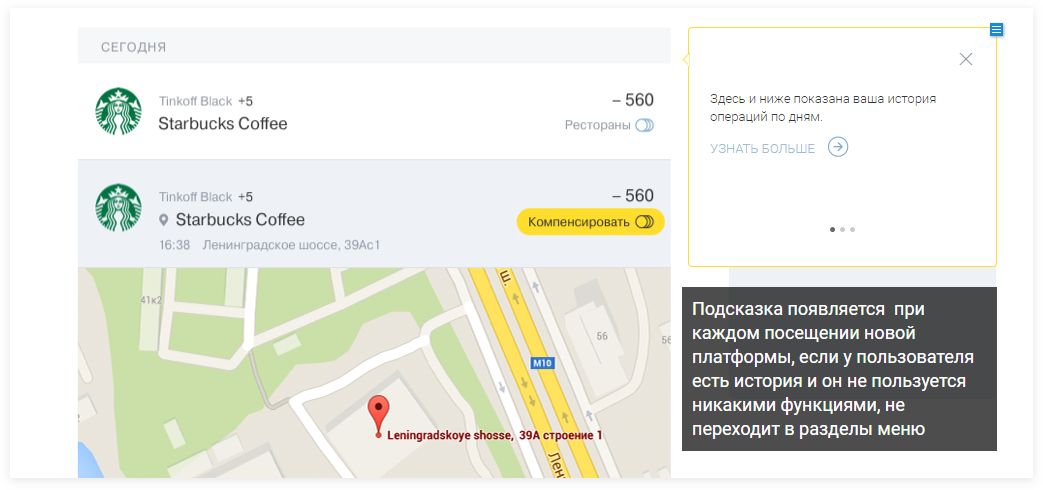 СЕГОДНЯ
Tinkoff Black +5
Starbucks Coffee
– 560
Рестораны
Tinkoff Black +5
Starbucks Coffee
16:38 Ленинградское шоссе, 39Ас1
– 560
Компенсировать
41к2
ш.
56
56
M10
Leningradskoye shosse, 39А строение 1
Лен
Здесь и ниже показана ваша история
операций по дням.
УЗНАТЬ БОЛЬШЕ
Подсказка появляется при
каждом посещении новой
платформы, если у пользователя
есть история и он не пользуется
никакими функциями, не
переходит в разделы меню